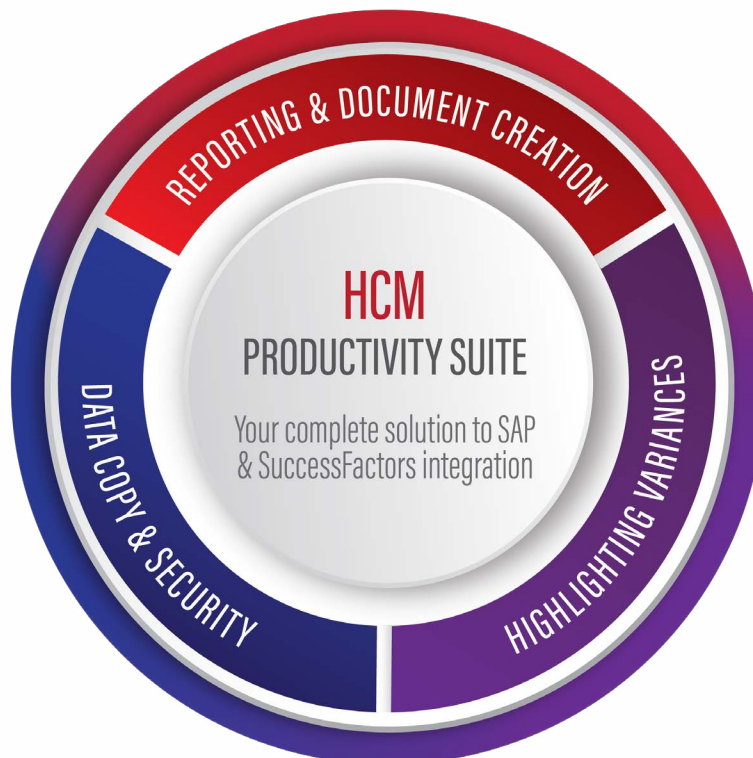 REPORTING & DOCUMENT CREATION
HCM
PRODUCTIVITY SUITE
Your complete solution to SAP
& SuccessFactors integration
DATA COPY & SECURITY
HIGHLIGHTING VARIANCES